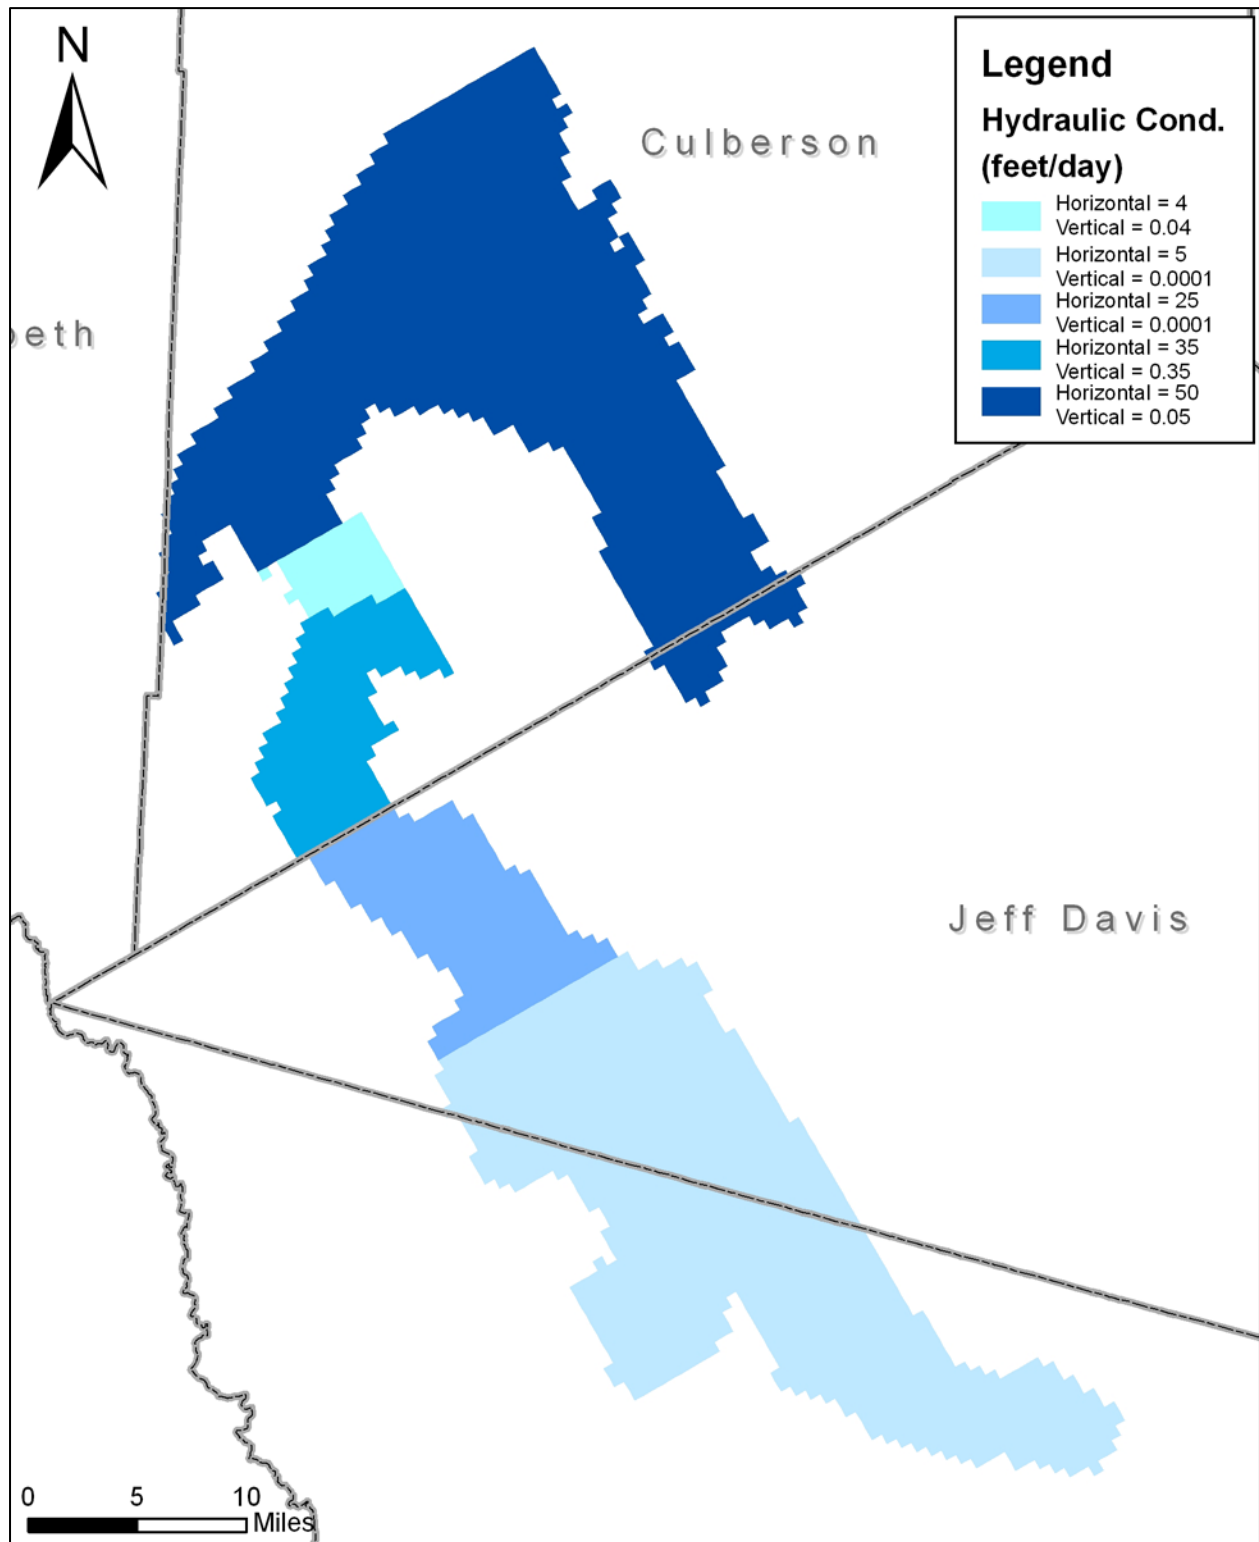 N
Culberson
Legend
Hydraulic Cond.
(feet/day)
Horizontal = 4
Vertical = 0.04
Horizontal = 5
Vertical = 0.0001
Horizontal = 25
Vertical = 0.0001
Horizontal = 35
Vertical = 0.35
Horizontal = 50
Vertical = 0.05
beth
Jeff Davis
0 5 10
Miles